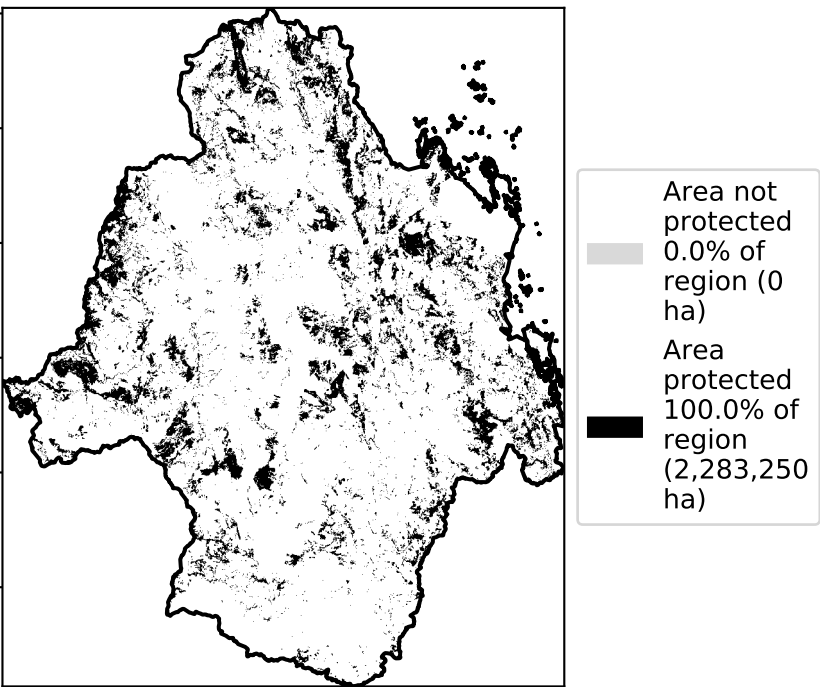 Area not
protected
0.0% of
region (0
ha)
Area
protected
100.0% of
region
(2,283,250
ha)